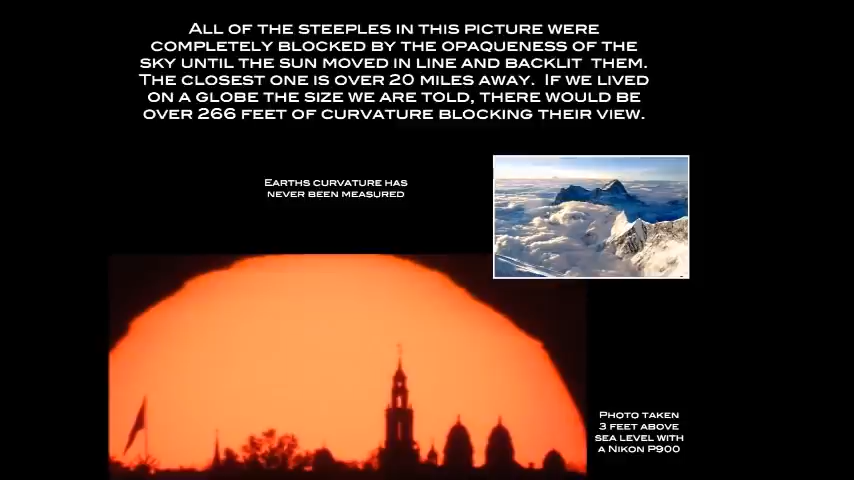 All of the steeples in this picture were
completely blocked by the opaqueness of the
sky until the sun moved in line and backlit them.
The closest one is over 20 miles away. If we lived
on a globe the size we are told, there would be
over 266 feet of curvature blocking their view.
Earths curvature has
never been measured
Photo taken
3 feet above
sea level with
a Nikon P900